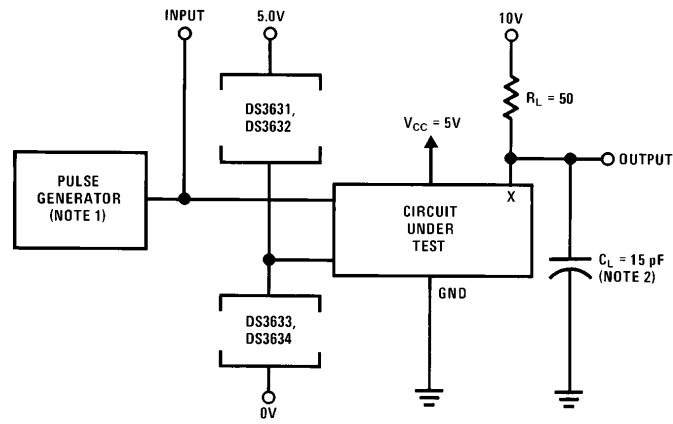 INPUT
5.0V
10V
DS3631,
DS3632
R_L = 50
V_CC = 5V
OUTPUT
PULSE
GENERATOR
(NOTE 1)
X
CIRCUIT
UNDER
TEST
C_L = 15 pF
(NOTE 2)
GND
DS3633,
DS3634
0V